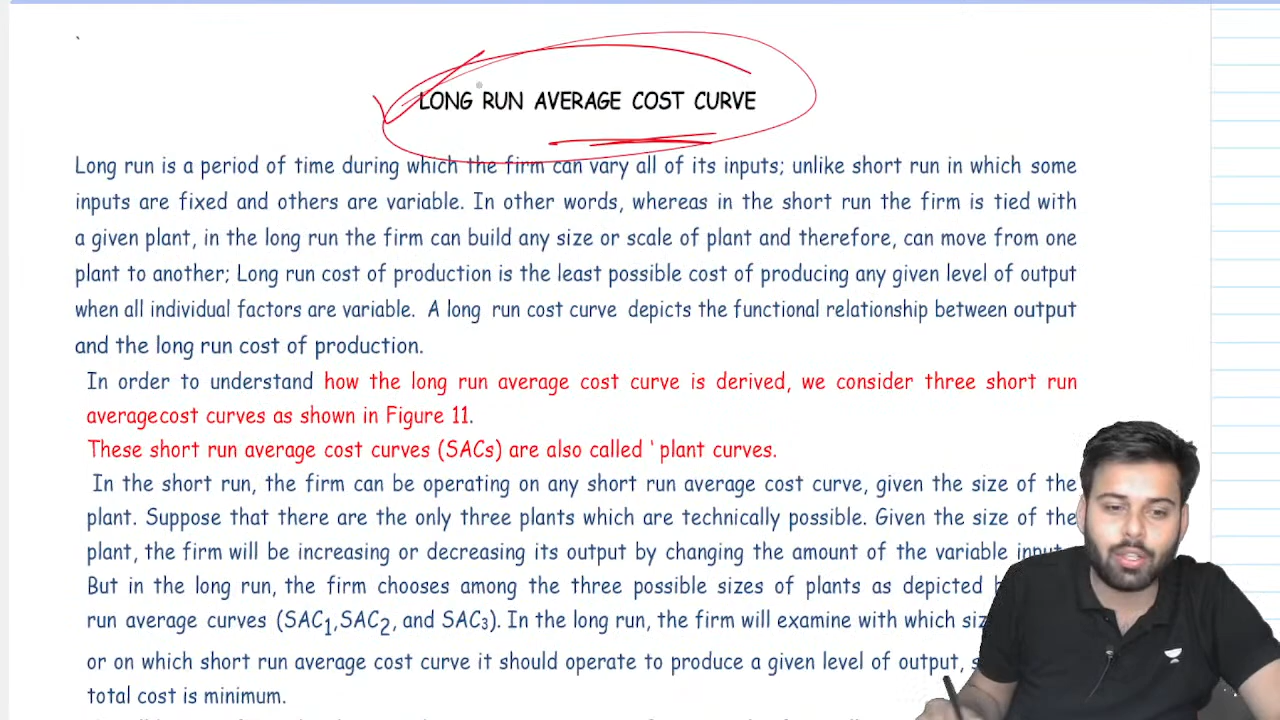 LONG RUN AVERAGE COST CURVE
Long run is a period of time during which the firm can vary all of its inputs; unlike short run in which some
inputs are fixed and others are variable. In other words, whereas in the short run the firm is tied with
a given plant, in the long run the firm can build any size or scale of plant and therefore, can move from one
plant to another; Long run cost of production is the least possible cost of producing any given level of output
when all individual factors are variable. A long run cost curve depicts the functional relationship between output
and the long run cost of production.
In order to understand how the long run average cost curve is derived, we consider three short run
averagecost curves as shown in Figure 11.
These short run average cost curves (SACs) are also called ‘ plant curves.
In the short run, the firm can be operating on any short run average cost curve, given the size of the
plant. Suppose that there are the only three plants which are technically possible. Given the size of the
plant, the firm will be increasing or decreasing its output by changing the amount of the variable
But in the long run, the firm chooses among the three possible sizes of plants as depicted
run average curves (SAC1,SAC2, and SAC3). In the long run, the firm will examine with which
or on which short run average cost curve it should operate to produce a given level of output,
total cost is minimum.